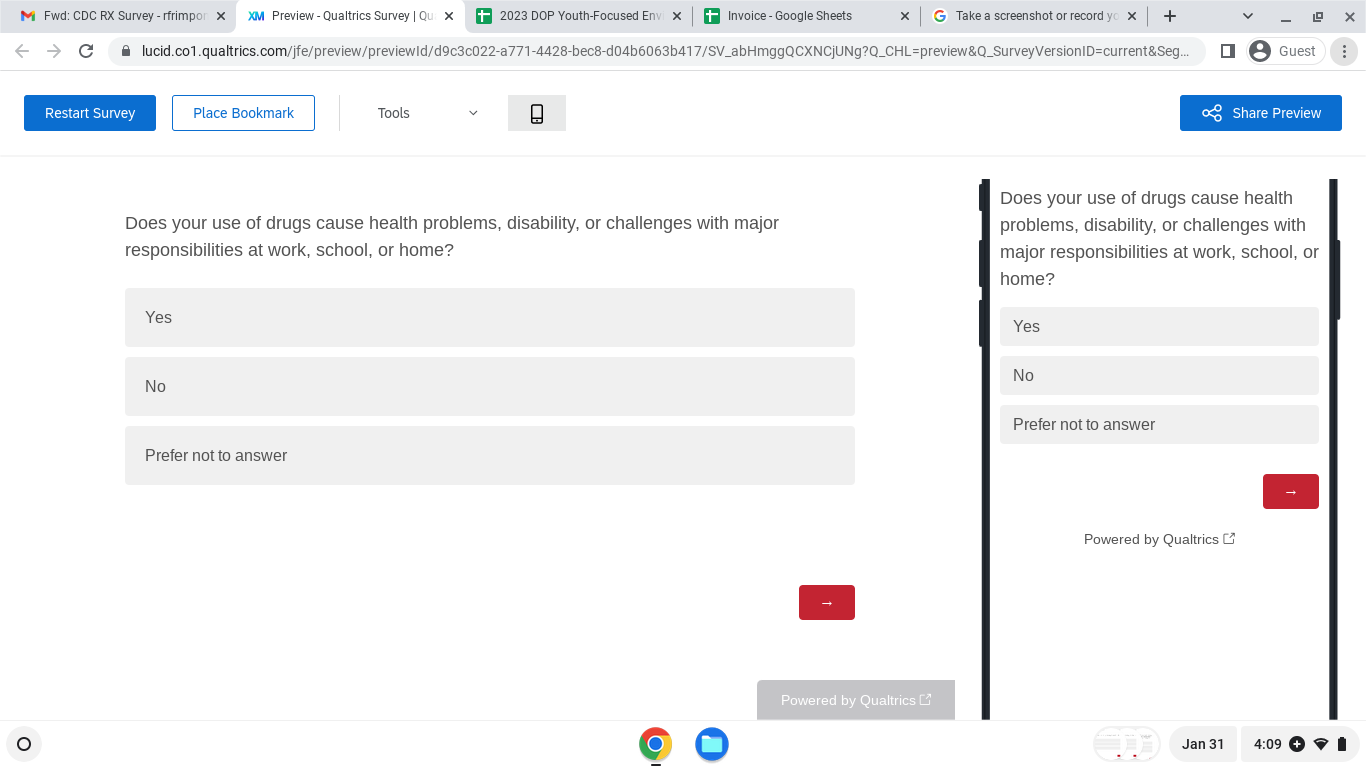 Fwd: CDC RX Survey - rfrimpor
XM Preview - Qualtrics Survey | Qu
2023 DOP Youth-Focused Envi
Invoice - Google Sheets
Take a screenshot or record yo
lucid.co1.qualtrics.com/jfe/preview/previewId/d9c3c022-a771-4428-bec8-d04b6063b417/SV_abHmggQCXNCjUNg?Q_CHL=preview&Q_SurveyVersionID=current&Seg...
Guest
Restart Survey
Place Bookmark
Tools
Share Preview
Does your use of drugs cause health problems, disability, or challenges with major
responsibilities at work, school, or home?
Yes
No
Prefer not to answer
→
Powered by Qualtrics
Does your use of drugs cause health
problems, disability, or challenges with
major responsibilities at work, school, or
home?
Yes
No
Prefer not to answer
→
Powered by Qualtrics
Jan 31
4:09